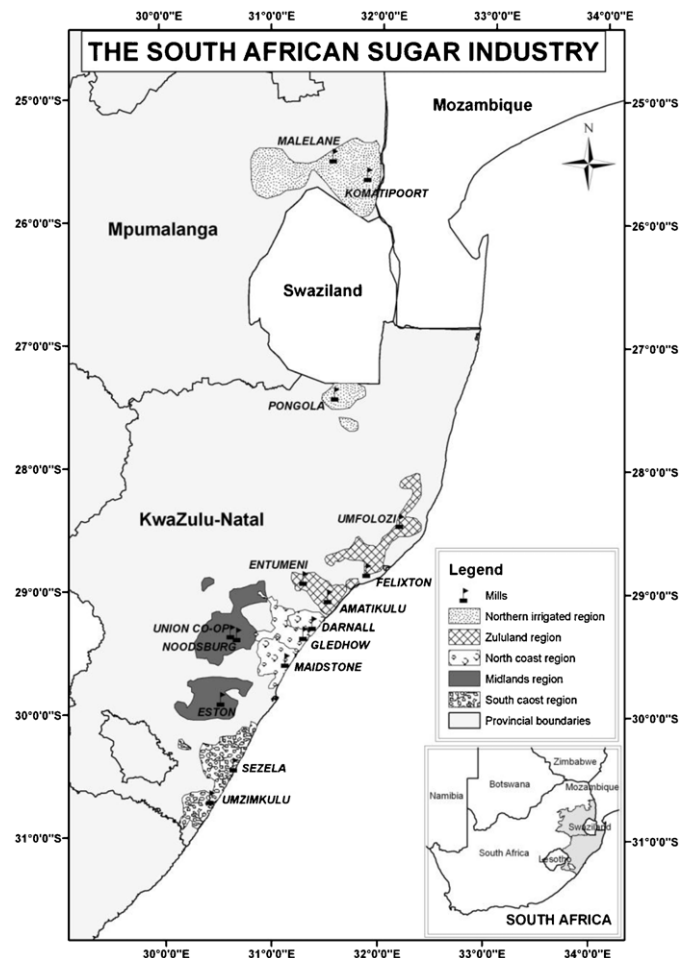 30°0'0"E 31°0'0"E 32°0'0"E 33°0'0"E 34°0'0"E
THE SOUTH AFRICAN SUGAR INDUSTRY
25°0'0"S
25°0'0"S
Mozambique
N
MALELANE
KOMATIPOORT
26°0'0"S
26°0'0"S
Mpumalanga
Swaziland
27°0'0"S
27°0'0"S
PONGOLA
28°0'0"S
28°0'0"S
KwaZulu-Natal
UMFOLOZI
ENTUMENI
FELIXTON
29°0'0"S
29°0'0"S
AMATIKULU
UNION CO-OP
DARNALL
NOODSBURG
GLEDHOW
MAIDSTONE
ESTON
30°0'0"S
30°0'0"S
SEZELA
UMZIMKULU
31°0'0"S
31°0'0"S
Legend
Mills
Northern irrigated region
Zululand region
North coast region
Midlands region
South caost region
Provincial boundaries
Zimbabwe
Mozambique
Namibia
Botswana
Swaziland
South Africa
Lesotho
SOUTH AFRICA
30°0'0"E 31°0'0"E 32°0'0"E 33°0'0"E 34°0'0"E